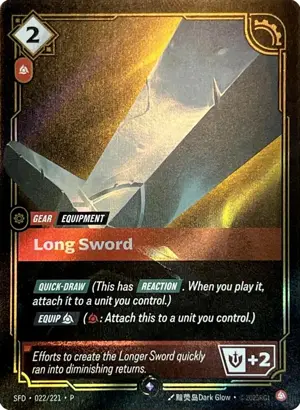 2
GEAR EQUIPMENT
Long Sword
QUICK-DRAW (This has REACTION. When you play it,
attach it to a unit you control.)
EQUIP (: Attach this to a unit you control.)
Efforts to create the Longer Sword quickly
ran into diminishing returns.
+2
SFD • 022/221 • P
Dark Glow